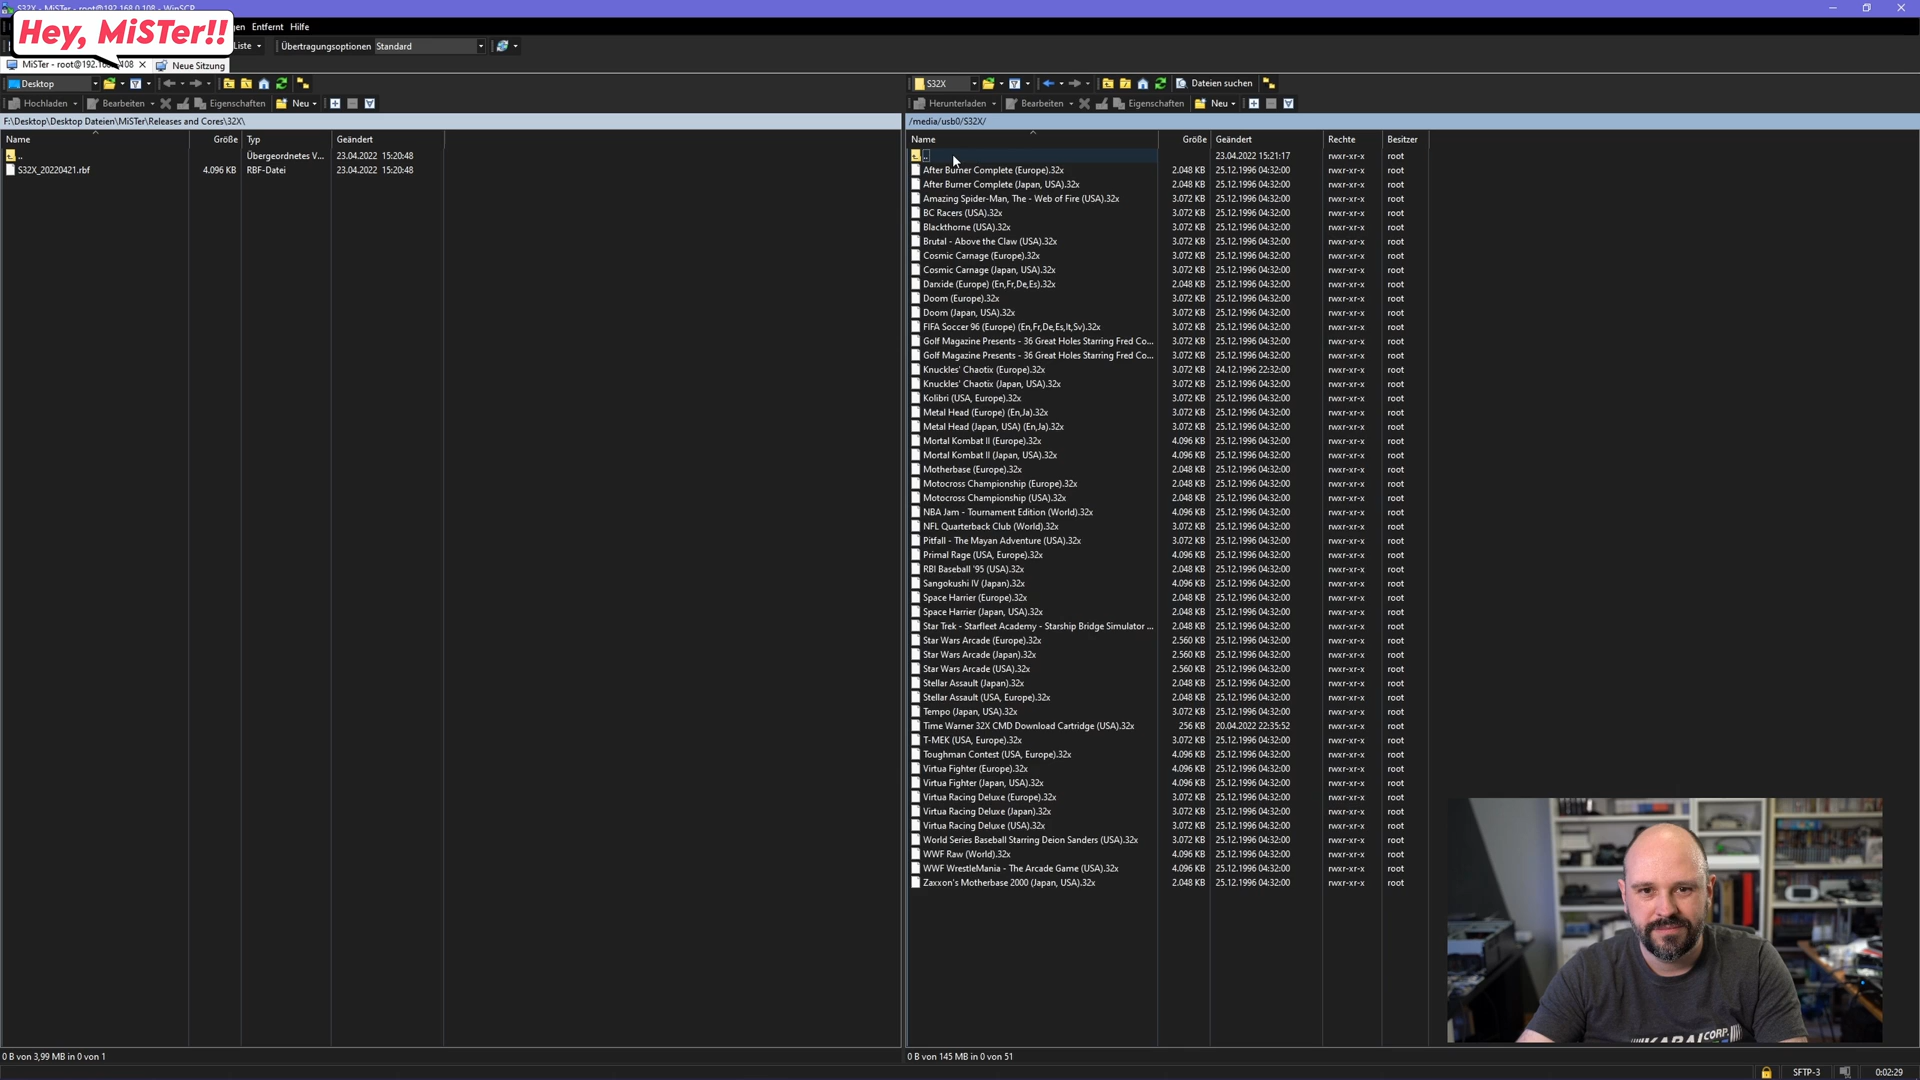 S32X - MiSTer - root@192.168.0.108 - WinSCP
Hey, MiSTer!!
Entfernt Hilfe
Liste Übertragungsoptionen Standard
MiSTer - root@192.168 108 Neue Sitzung
Desktop
S32X Dateien suchen
Hochladen Bearbeiten Eigenschaften Neu
Herunterladen Bearbeiten Eigenschaften Neu
F:\Desktop\Desktop Dateien\MiSTer\Releases and Cores\32X\
/media/usb0/S32X/
Name Größe Typ Geändert
.. Übergeordnetes V... 23.04.2022 15:20:48
S32X_20220421.rbf 4.096 KB RBF-Datei 23.04.2022 15:20:48
Name Größe Geändert Rechte Besitzer
.. 23.04.2022 15:21:17 rwxr-xr-x root
After Burner Complete (Europe).32x 2.048 KB 25.12.1996 04:32:00 rwxr-xr-x root
After Burner Complete (Japan, USA).32x 2.048 KB 25.12.1996 04:32:00 rwxr-xr-x root
Amazing Spider-Man, The - Web of Fire (USA).32x 3.072 KB 25.12.1996 04:32:00 rwxr-xr-x root
BC Racers (USA).32x 3.072 KB 25.12.1996 04:32:00 rwxr-xr-x root
Blackthorne (USA).32x 3.072 KB 25.12.1996 04:32:00 rwxr-xr-x root
Brutal - Above the Claw (USA).32x 3.072 KB 25.12.1996 04:32:00 rwxr-xr-x root
Cosmic Carnage (Europe).32x 3.072 KB 25.12.1996 04:32:00 rwxr-xr-x root
Cosmic Carnage (Japan, USA).32x 3.072 KB 25.12.1996 04:32:00 rwxr-xr-x root
Darxide (Europe) (En,Fr,De,Es).32x 2.048 KB 25.12.1996 04:32:00 rwxr-xr-x root
Doom (Europe).32x 3.072 KB 25.12.1996 04:32:00 rwxr-xr-x root
Doom (Japan, USA).32x 3.072 KB 25.12.1996 04:32:00 rwxr-xr-x root
FIFA Soccer 96 (Europe) (En,Fr,De,Es,It,Sv).32x 3.072 KB 25.12.1996 04:32:00 rwxr-xr-x root
Golf Magazine Presents - 36 Great Holes Starring Fred Co... 3.072 KB 25.12.1996 04:32:00 rwxr-xr-x root
Golf Magazine Presents - 36 Great Holes Starring Fred Co... 3.072 KB 25.12.1996 04:32:00 rwxr-xr-x root
Knuckles' Chaotix (Europe).32x 3.072 KB 24.12.1996 22:32:00 rwxr-xr-x root
Knuckles' Chaotix (Japan, USA).32x 3.072 KB 25.12.1996 04:32:00 rwxr-xr-x root
Kolibri (USA, Europe).32x 3.072 KB 25.12.1996 04:32:00 rwxr-xr-x root
Metal Head (Europe) (En,Ja).32x 3.072 KB 25.12.1996 04:32:00 rwxr-xr-x root
Metal Head (Japan, USA) (En,Ja).32x 3.072 KB 25.12.1996 04:32:00 rwxr-xr-x root
Mortal Kombat II (Europe).32x 4.096 KB 25.12.1996 04:32:00 rwxr-xr-x root
Mortal Kombat II (Japan, USA).32x 4.096 KB 25.12.1996 04:32:00 rwxr-xr-x root
Motherbase (Europe).32x 2.048 KB 25.12.1996 04:32:00 rwxr-xr-x root
Motocross Championship (Europe).32x 2.048 KB 25.12.1996 04:32:00 rwxr-xr-x root
Motocross Championship (USA).32x 2.048 KB 25.12.1996 04:32:00 rwxr-xr-x root
NBA Jam - Tournament Edition (World).32x 4.096 KB 25.12.1996 04:32:00 rwxr-xr-x root
NFL Quarterback Club (World).32x 3.072 KB 25.12.1996 04:32:00 rwxr-xr-x root
Pitfall - The Mayan Adventure (USA).32x 3.072 KB 25.12.1996 04:32:00 rwxr-xr-x root
Primal Rage (USA, Europe).32x 4.096 KB 25.12.1996 04:32:00 rwxr-xr-x root
RBI Baseball '95 (USA).32x 2.048 KB 25.12.1996 04:32:00 rwxr-xr-x root
Sangokushi IV (Japan).32x 4.096 KB 25.12.1996 04:32:00 rwxr-xr-x root
Space Harrier (Europe).32x 2.048 KB 25.12.1996 04:32:00 rwxr-xr-x root
Space Harrier (Japan, USA).32x 2.048 KB 25.12.1996 04:32:00 rwxr-xr-x root
Star Trek - Starfleet Academy - Starship Bridge Simulator ... 2.048 KB 25.12.1996 04:32:00 rwxr-xr-x root
Star Wars Arcade (Europe).32x 2.560 KB 25.12.1996 04:32:00 rwxr-xr-x root
Star Wars Arcade (Japan).32x 2.560 KB 25.12.1996 04:32:00 rwxr-xr-x root
Star Wars Arcade (USA).32x 2.560 KB 25.12.1996 04:32:00 rwxr-xr-x root
Stellar Assault (Japan).32x 2.048 KB 25.12.1996 04:32:00 rwxr-xr-x root
Stellar Assault (USA, Europe).32x 2.048 KB 25.12.1996 04:32:00 rwxr-xr-x root
Tempo (Japan, USA).32x 3.072 KB 25.12.1996 04:32:00 rwxr-xr-x root
Time Warner 32X CMD Download Cartridge (USA).32x 256 KB 20.04.2022 22:35:52 rwxr-xr-x root
T-MEK (USA, Europe).32x 3.072 KB 25.12.1996 04:32:00 rwxr-xr-x root
Toughman Contest (USA, Europe).32x 4.096 KB 25.12.1996 04:32:00 rwxr-xr-x root
Virtua Fighter (Europe).32x 4.096 KB 25.12.1996 04:32:00 rwxr-xr-x root
Virtua Fighter (Japan, USA).32x 4.096 KB 25.12.1996 04:32:00 rwxr-xr-x root
Virtua Racing Deluxe (Europe).32x 3.072 KB 25.12.1996 04:32:00 rwxr-xr-x root
Virtua Racing Deluxe (Japan).32x 3.072 KB 25.12.1996 04:32:00 rwxr-xr-x root
Virtua Racing Deluxe (USA).32x 3.072 KB 25.12.1996 04:32:00 rwxr-xr-x root
World Series Baseball Starring Deion Sanders (USA).32x 3.072 KB 25.12.1996 04:32:00 rwxr-xr-x root
WWF Raw (World).32x 4.096 KB 25.12.1996 04:32:00 rwxr-xr-x root
WWF WrestleMania - The Arcade Game (USA).32x 4.096 KB 25.12.1996 04:32:00 rwxr-xr-x root
Zaxxon's Motherbase 2000 (Japan, USA).32x 2.048 KB 25.12.1996 04:32:00 rwxr-xr-x root
CORP.
0 B von 3,99 MB in 0 von 1
0 B von 145 MB in 0 von 51
SFTP-3 0:02:29